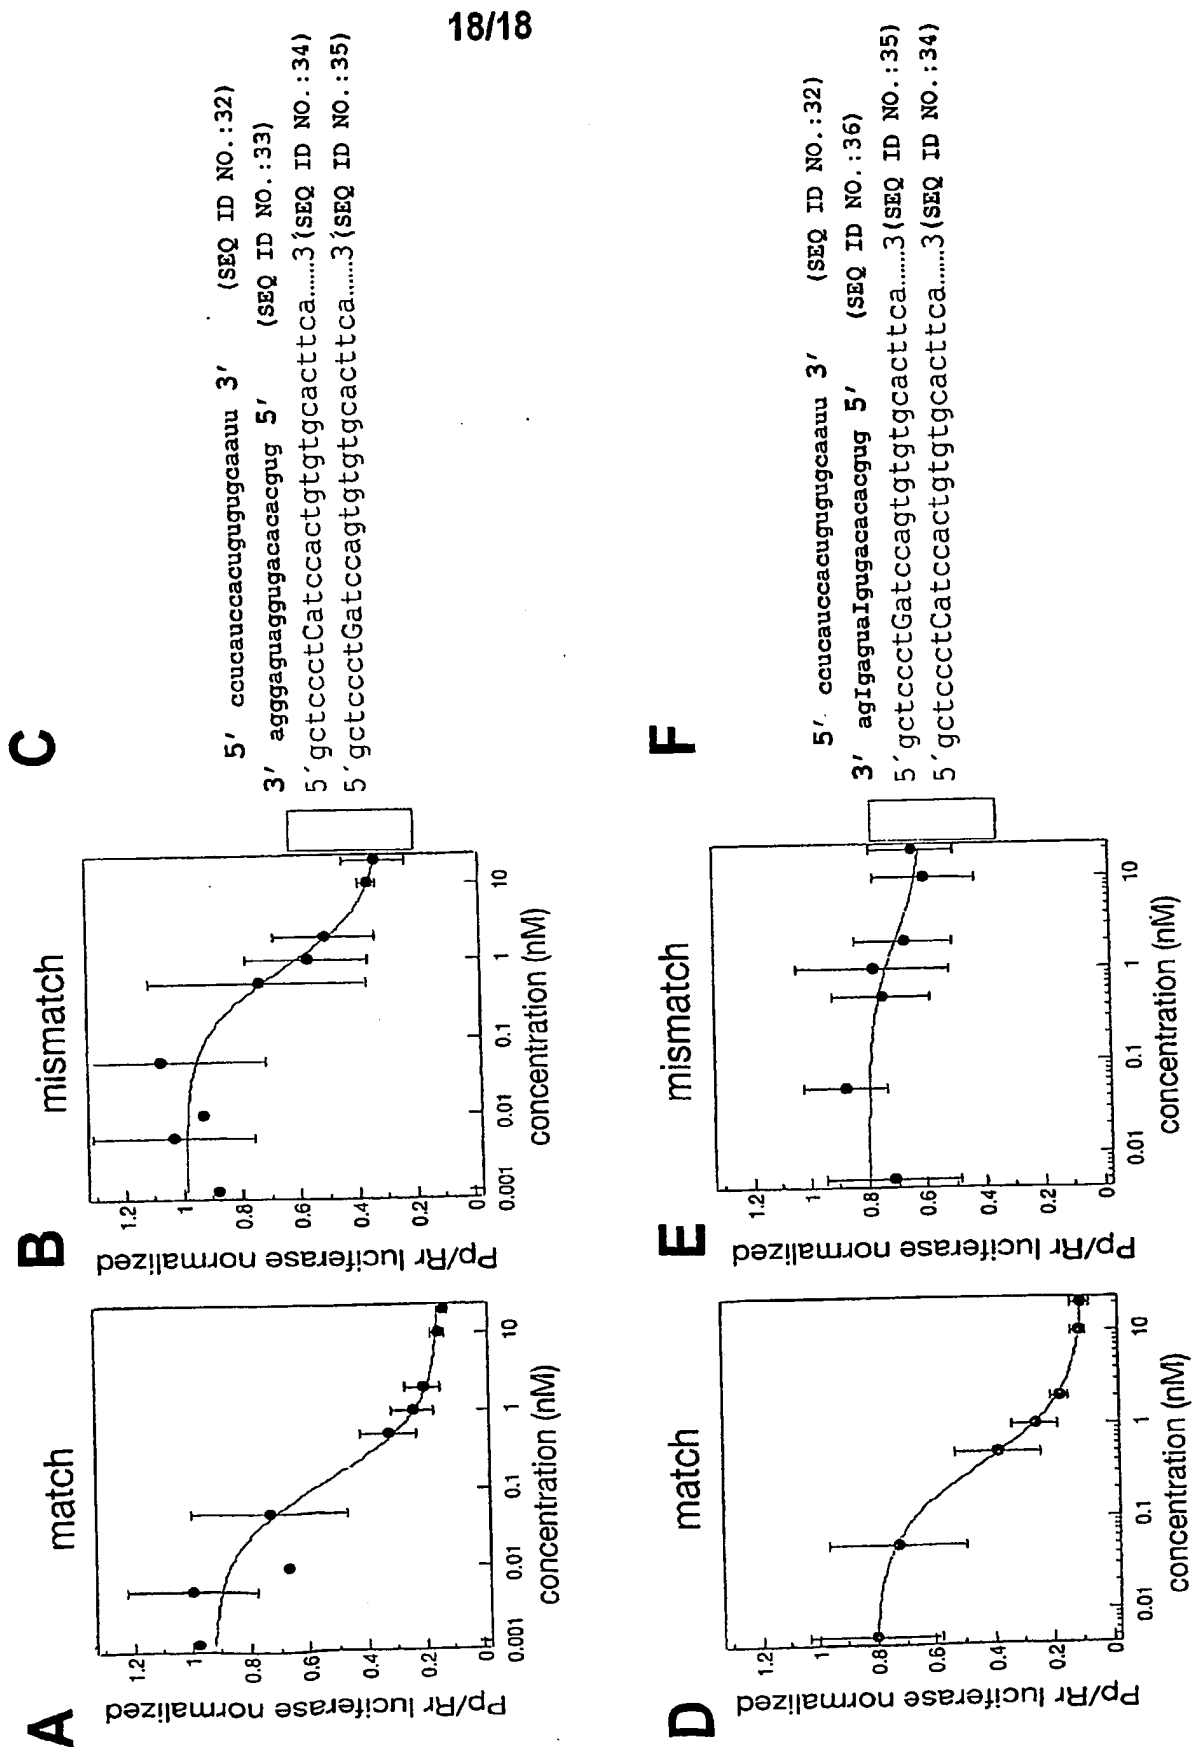 18/18
A
match
Pp/Rr luciferase normalized
1.2
1
0.8
0.6
0.4
0.2
0.001
0.01
0.1
1
10
concentration (nM)
B
mismatch
Pp/Rr luciferase normalized
1.2
1
0.8
0.6
0.4
0.2
0
0.001
0.01
0.1
1
10
concentration (nM)
C
5' ccucauccacugugugcaauu 3' (SEQ ID NO.:32)
3' agggaguaggugacacacgug 5' (SEQ ID NO.:33)
5´gctccctCatccactgtgtgcacttca......3´(SEQ ID NO.:34)
5´gctccctGatccagtgtgtgcacttca......3´(SEQ ID NO.:35)
D
match
Pp/Rr luciferase normalized
1.2
1
0.8
0.6
0.4
0.2
0
0.01
0.1
1
10
concentration (nM)
E
mismatch
Pp/Rr luciferase normalized
1.2
1
0.8
0.6
0.4
0.2
0
0.01
0.1
1
10
concentration (nM)
F
5' ccucauccacugugugcaauu 3' (SEQ ID NO.:32)
3' agIgaguaIgugacacacgug 5' (SEQ ID NO.:36)
5´gctccctGatccagtgtgtgcacttca......3(SEQ ID NO.:35)
5´gctccctCatccactgtgtgcacttca......3(SEQ ID NO.:34)